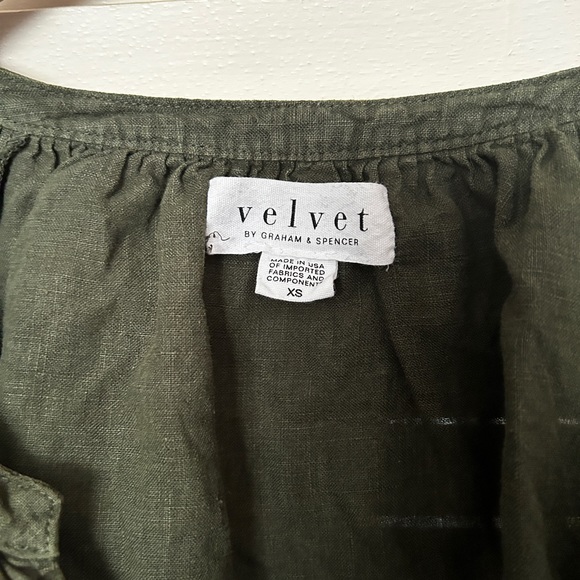 velvet
BY GRAHAM & SPENCER
MADE IN USA
OF IMPORTED
FABRICS AND
COMPONENT
XS